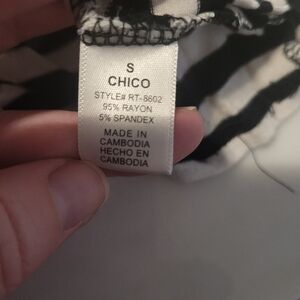 S
CHICO
STYLE# RT-8602
95% RAYON
5% SPANDEX
MADE IN
CAMBODIA
HECHO EN
CAMBODIA